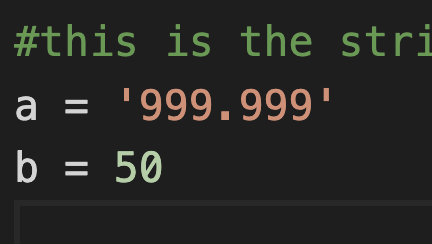 #this is the stri
a = '999.999'
b = 50